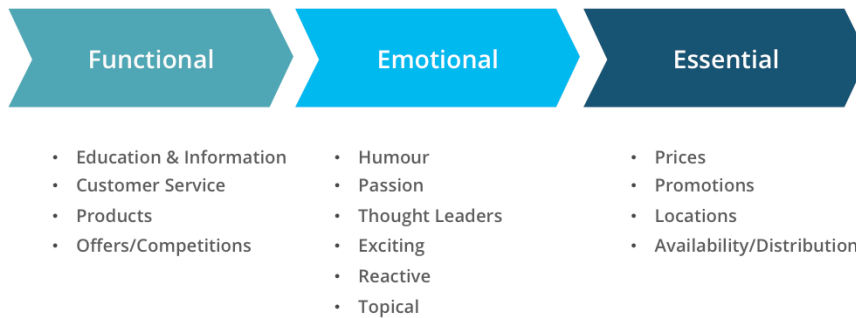 Functional
Emotional
Essential
• Education & Information
• Customer Service
• Products
• Offers/Competitions
• Humour
• Passion
• Thought Leaders
• Exciting
• Reactive
• Topical
• Prices
• Promotions
• Locations
• Availability/Distribution